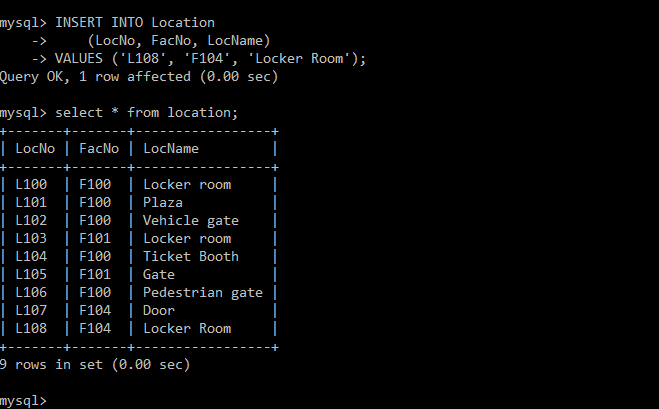 mysql> INSERT INTO Location
    ->     (LocNo, FacNo, LocName)
    -> VALUES ('L108', 'F104', 'Locker Room');
Query OK, 1 row affected (0.00 sec)

mysql> select * from location;
+-------+-------+-----------------+
| LocNo | FacNo | LocName         |
+-------+-------+-----------------+
| L100  | F100  | Locker room     |
| L101  | F100  | Plaza           |
| L102  | F100  | Vehicle gate    |
| L103  | F101  | Locker room     |
| L104  | F100  | Ticket Booth    |
| L105  | F101  | Gate            |
| L106  | F100  | Pedestrian gate |
| L107  | F104  | Door            |
| L108  | F104  | Locker Room     |
+-------+-------+-----------------+
9 rows in set (0.00 sec)

mysql>